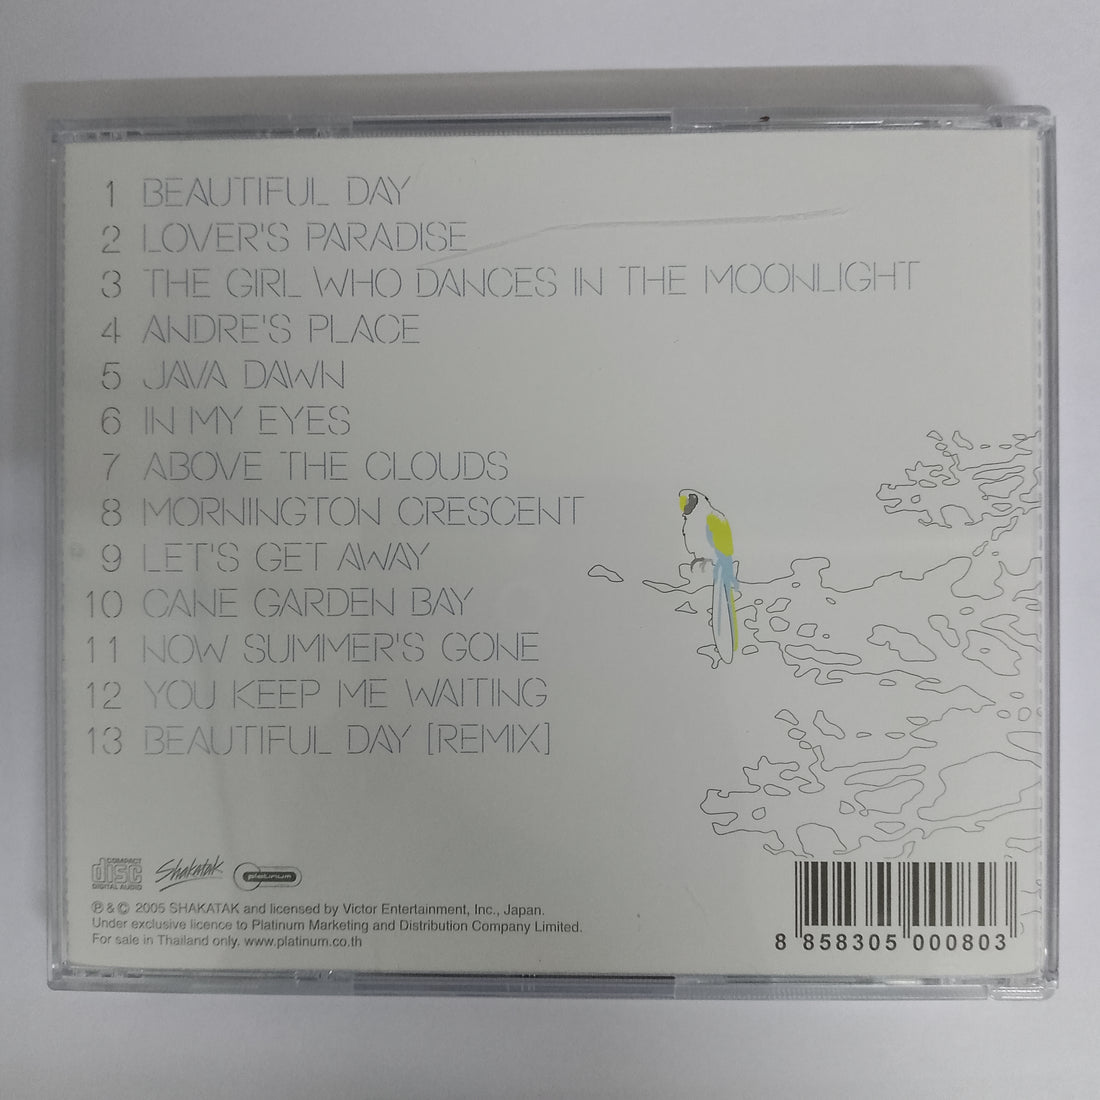 1 BEAUTIFUL DAY
2 LOVER'S PARADISE
3 THE GIRL WHO DANCES IN THE MOONLIGHT
4 ANDRE'S PLACE
5 JAVA DAWN
6 IN MY EYES
7 ABOVE THE CLOUDS
8 MORNINGTON CRESCENT
9 LET'S GET AWAY
10 CANE GARDEN BAY
11 NOW SUMMER'S GONE
12 YOU KEEP ME WAITING
13 BEAUTIFUL DAY [REMIX]
COMPACT disc DIGITAL AUDIO Shakatak platinum
℗ & © 2005 SHAKATAK and licensed by Victor Entertainment, Inc., Japan.
Under exclusive licence to Platinum Marketing and Distribution Company Limited.
For sale in Thailand only. www.platinum.co.th
8 858305 000803